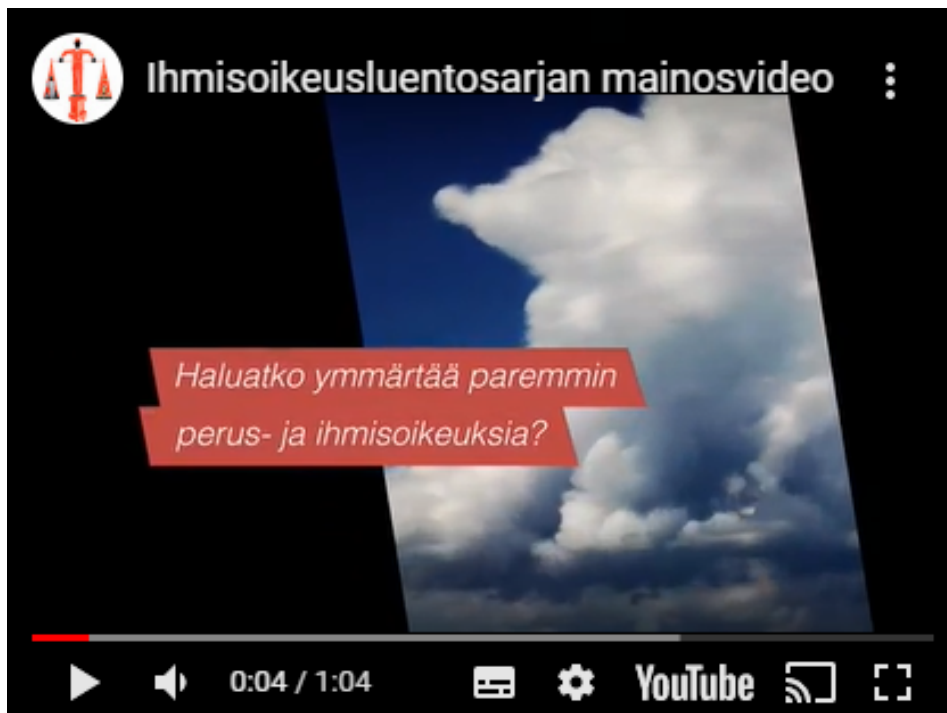 Ihmisoikeusluentosarjan mainosvideo
Haluatko ymmärtää paremmin
perus- ja ihmisoikeuksia?
0:04 / 1:04
YouTube